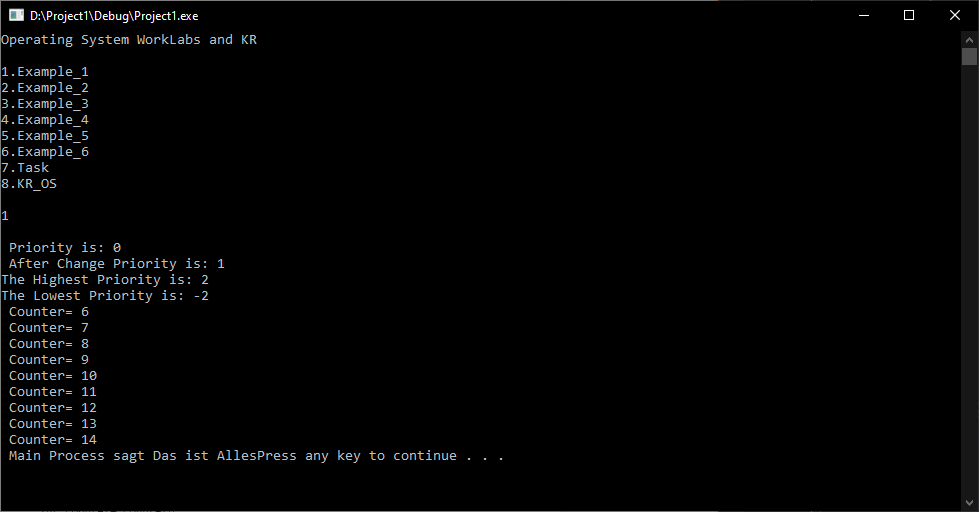 D:\Project1\Debug\Project1.exe
Operating System WorkLabs and KR
1.Example_1
2.Example_2
3.Example_3
4.Example_4
5.Example_5
6.Example_6
7.Task
8.KR_OS
1
Priority is: 0
After Change Priority is: 1
The Highest Priority is: 2
The Lowest Priority is: -2
Counter= 6
Counter= 7
Counter= 8
Counter= 9
Counter= 10
Counter= 11
Counter= 12
Counter= 13
Counter= 14
Main Process sagt Das ist AllesPress any key to continue . . .